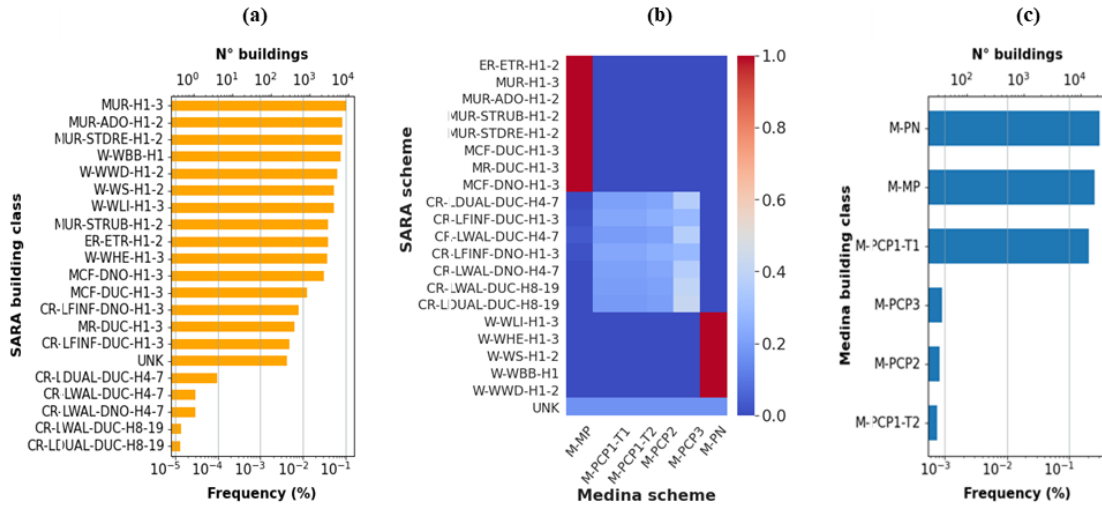 (a)
N° buildings
10^0 10^1 10^2 10^3 10^4
SARA building class
MUR-H1-3
MUR-ADO-H1-2
MUR-STDRE-H1-2
W-WBB-H1
W-WWD-H1-2
W-WS-H1-2
W-WLI-H1-3
MUR-STRUB-H1-2
ER-ETR-H1-2
W-WHE-H1-3
MCF-DNO-H1-3
MCF-DUC-H1-3
CR-LFINF-DNO-H1-3
MR-DUC-H1-3
CR-LFINF-DUC-H1-3
UNK
CR-LDUAL-DUC-H4-7
CR-LWAL-DUC-H4-7
CR-LWAL-DNO-H4-7
CR-LWAL-DUC-H8-19
CR-LDUAL-DUC-H8-19
10^-5 10^-4 10^-3 10^-2 10^-1
Frequency (%)
(b)
SARA scheme
ER-ETR-H1-2
MUR-H1-3
MUR-ADO-H1-2
MUR-STRUB-H1-2
MUR-STDRE-H1-2
MCF-DUC-H1-3
MR-DUC-H1-3
MCF-DNO-H1-3
CR-LDUAL-DUC-H4-7
CR-LFINF-DUC-H1-3
CR-LWAL-DUC-H4-7
CR-LFINF-DNO-H1-3
CR-LWAL-DNO-H4-7
CR-LWAL-DUC-H8-19
CR-LDUAL-DUC-H8-19
W-WLI-H1-3
W-WHE-H1-3
W-WS-H1-2
W-WBB-H1
W-WWD-H1-2
UNK
M-MP M-PCP1-T1 M-PCP1-T2 M-PCP2 M-PCP3 M-PN
Medina scheme
1.0
0.8
0.6
0.4
0.2
0.0
(c)
N° buildings
10^2 10^3 10^4
Medina building class
M-PN
M-MP
M-PCP1-T1
M-PCP3
M-PCP2
M-PCP1-T2
10^-3 10^-2 10^-1
Frequency (%)